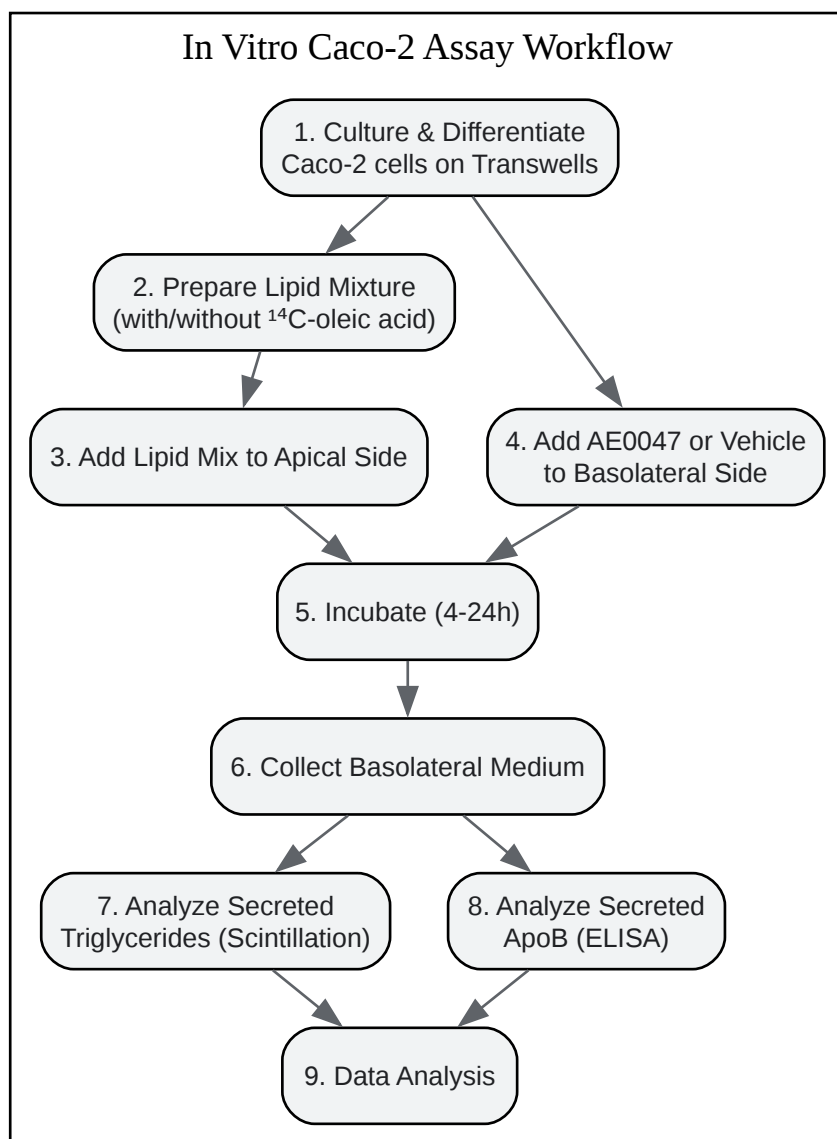 In Vitro Caco-2 Assay Workflow
1. Culture & Differentiate
Caco-2 cells on Transwells
2. Prepare Lipid Mixture
(with/without ¹⁴C-oleic acid)
3. Add Lipid Mix to Apical Side
4. Add AE0047 or Vehicle
to Basolateral Side
5. Incubate (4-24h)
6. Collect Basolateral Medium
7. Analyze Secreted
Triglycerides (Scintillation)
8. Analyze Secreted
ApoB (ELISA)
9. Data Analysis